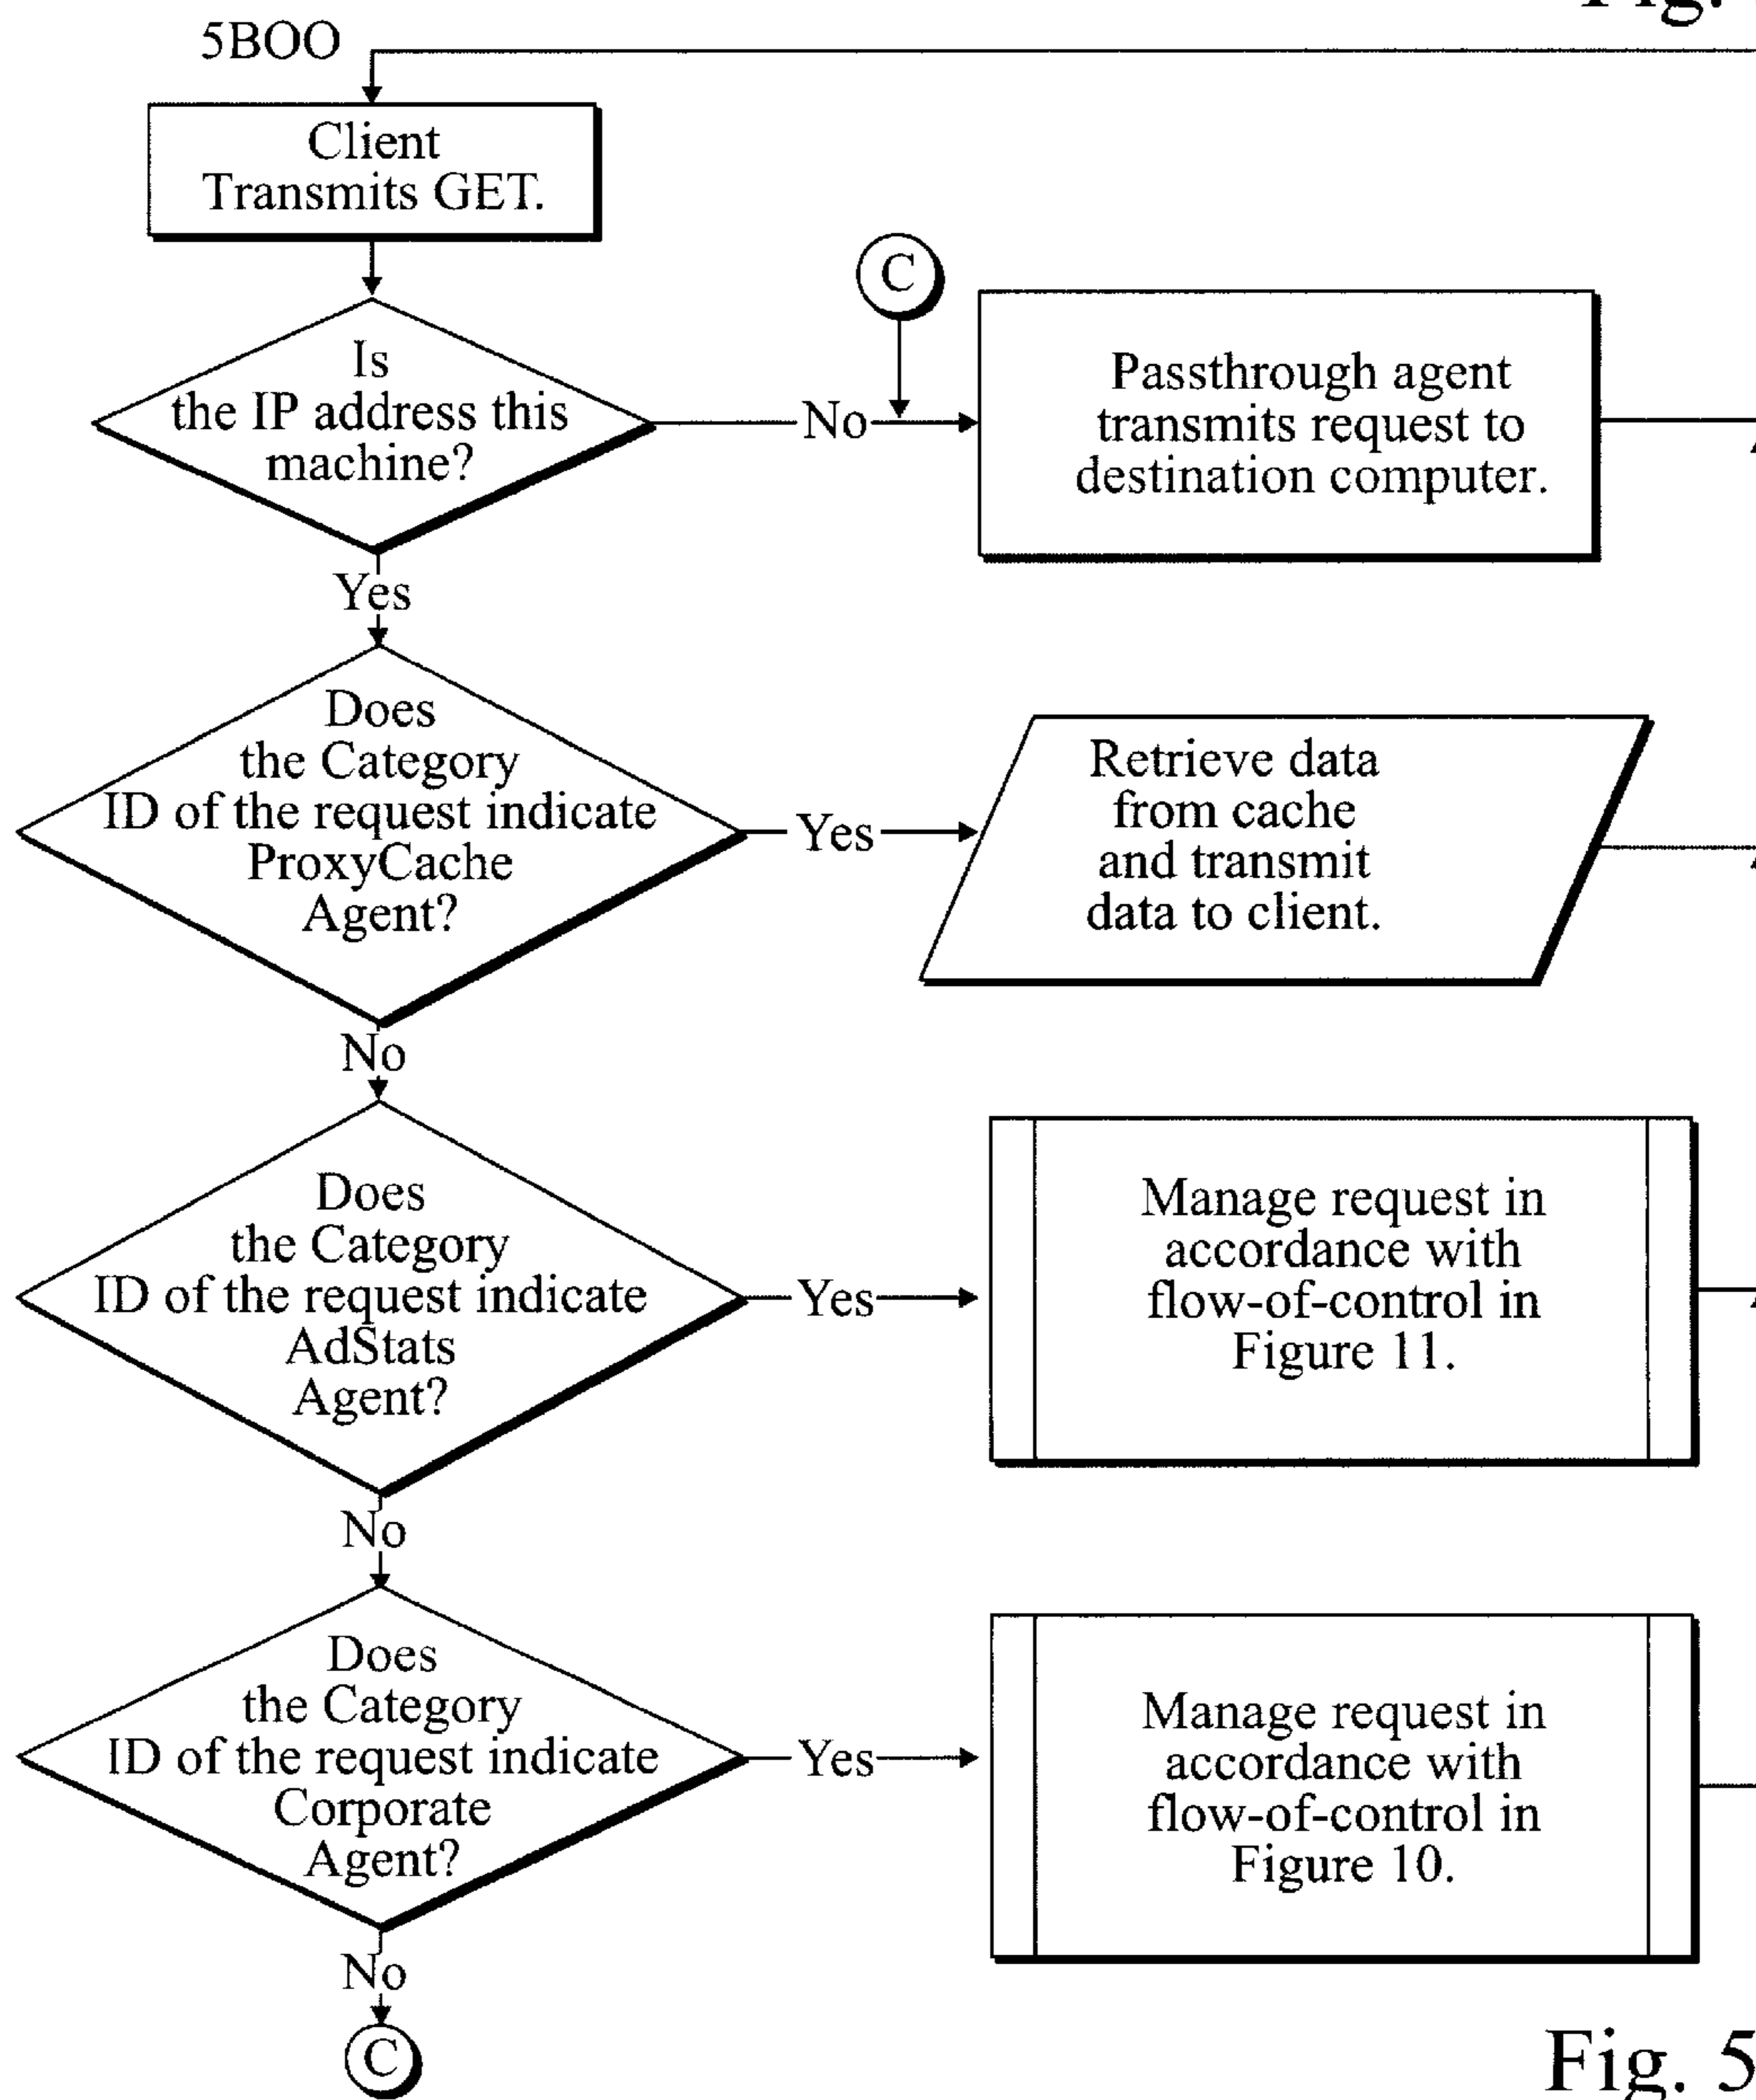 Fig.
5BOO
Client
Transmits GET.
C
Is
the IP address this
machine?
No
Passthrough agent
transmits request to
destination computer.
Yes
Does
the Category
ID of the request indicate
ProxyCache
Agent?
Yes
Retrieve data
from cache
and transmit
data to client.
No
Does
the Category
ID of the request indicate
AdStats
Agent?
Yes
Manage request in
accordance with
flow-of-control in
Figure 11.
No
Does
the Category
ID of the request indicate
Corporate
Agent?
Yes
Manage request in
accordance with
flow-of-control in
Figure 10.
No
C
Fig. 5